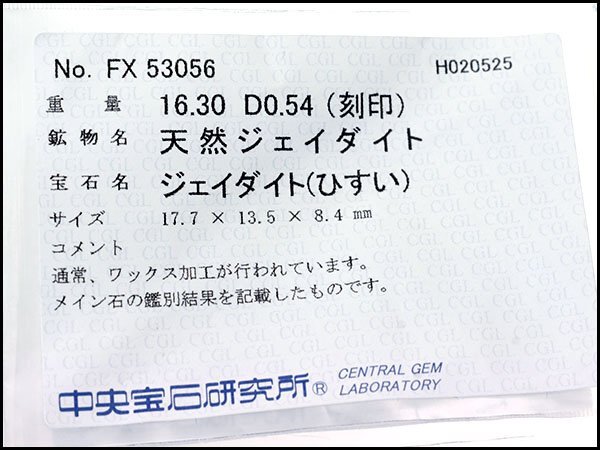 No. FX 53056 H020525
重量 16.30 D0.54 (刻印)
鉱物名 天然ジェイダイト
宝石名 ジェイダイト(ひすい)
サイズ 17.7 × 13.5 × 8.4 mm
コメント
通常、ワックス加工が行われています。
メイン石の鑑別結果を記載したものです。
中央宝石研究所® CENTRAL GEM
LABORATORY